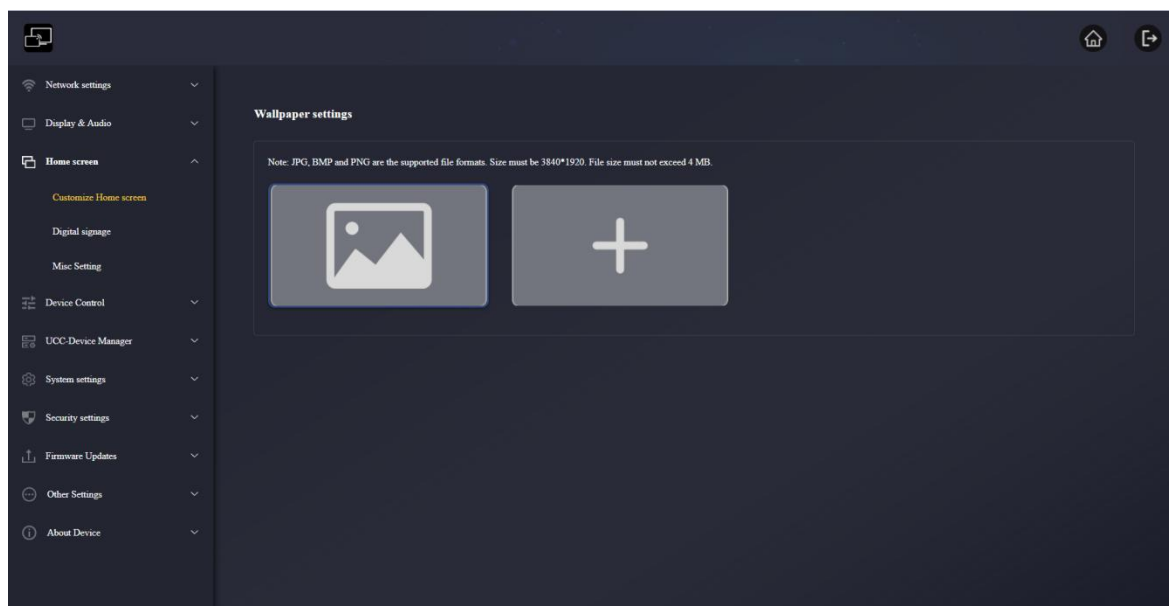 Network settings
Display & Audio
Home screen
Customize Home screen
Digital signage
Misc Setting
Device Control
UCC-Device Manager
System settings
Security settings
Firmware Updates
Other Settings
About Device
Wallpaper settings
Note: JPG, BMP and PNG are the supported file formats. Size must be 3840*1920. File size must not exceed 4 MB.